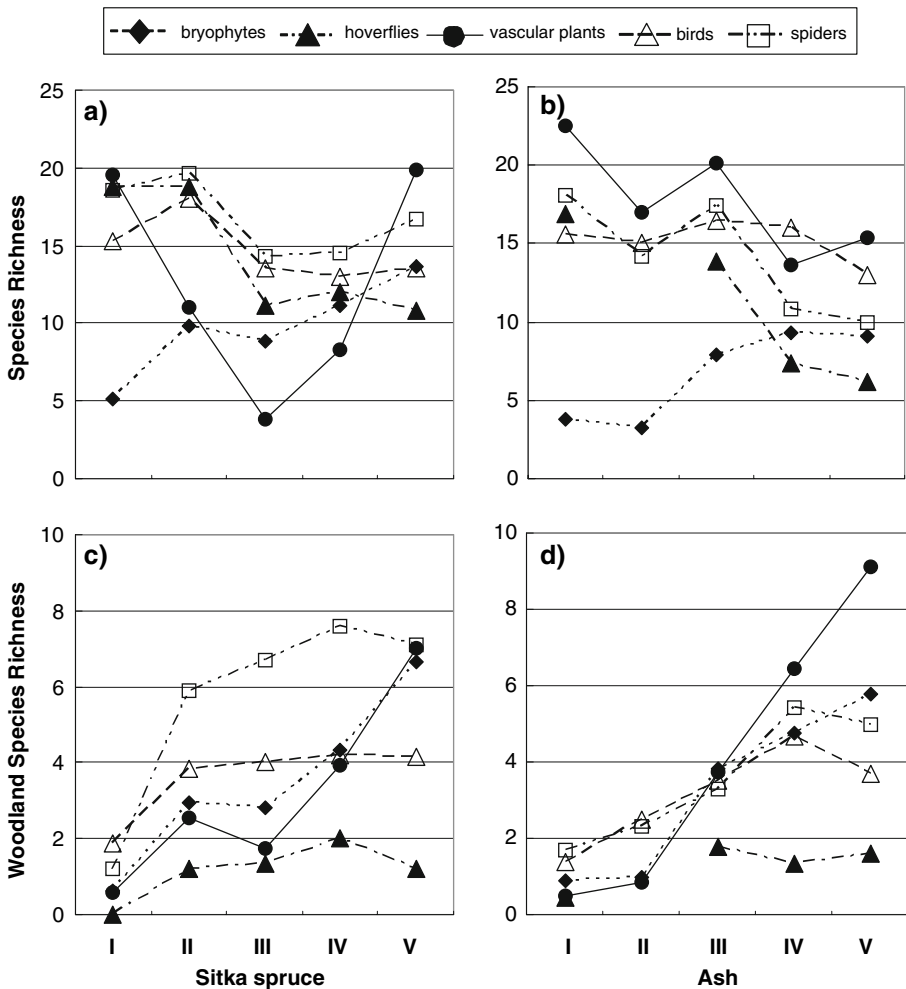 bryophytes hoverflies vascular plants birds spiders
a)
25
20
15
10
5
0
Species Richness
b)
25
20
15
10
5
0
c)
10
8
6
4
2
0
Woodland Species Richness
I II III IV V
Sitka spruce
d)
10
8
6
4
2
0
I II III IV V
Ash